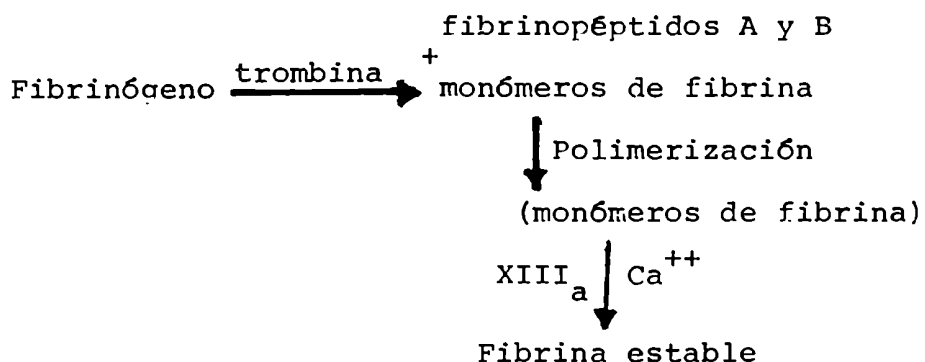 fibrinopéptidos A y B
+
Fibrinógeno trombina monómeros de fibrina
Polimerización
(monómeros de fibrina)
XIIIa Ca++
Fibrina estable